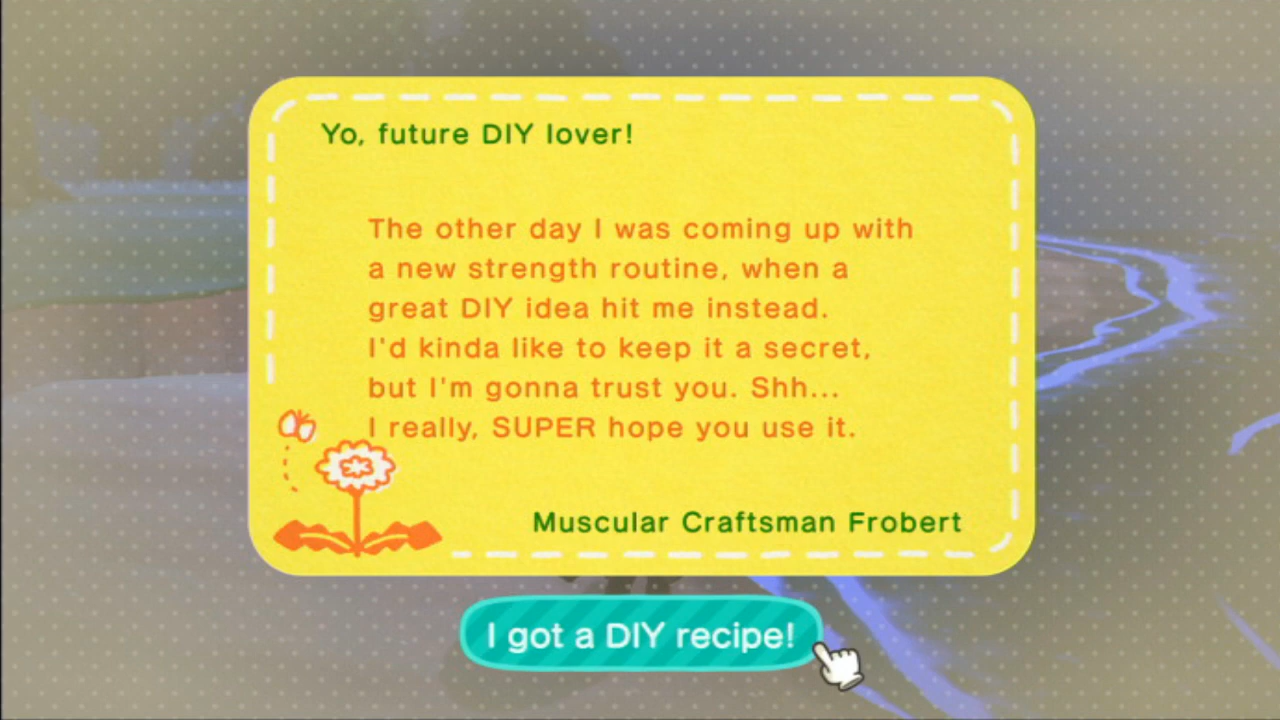 Yo, future DIY lover!
The other day I was coming up with
a new strength routine, when a
great DIY idea hit me instead.
I'd kinda like to keep it a secret,
but I'm gonna trust you. Shh...
I really, SUPER hope you use it.
Muscular Craftsman Frobert
I got a DIY recipe!